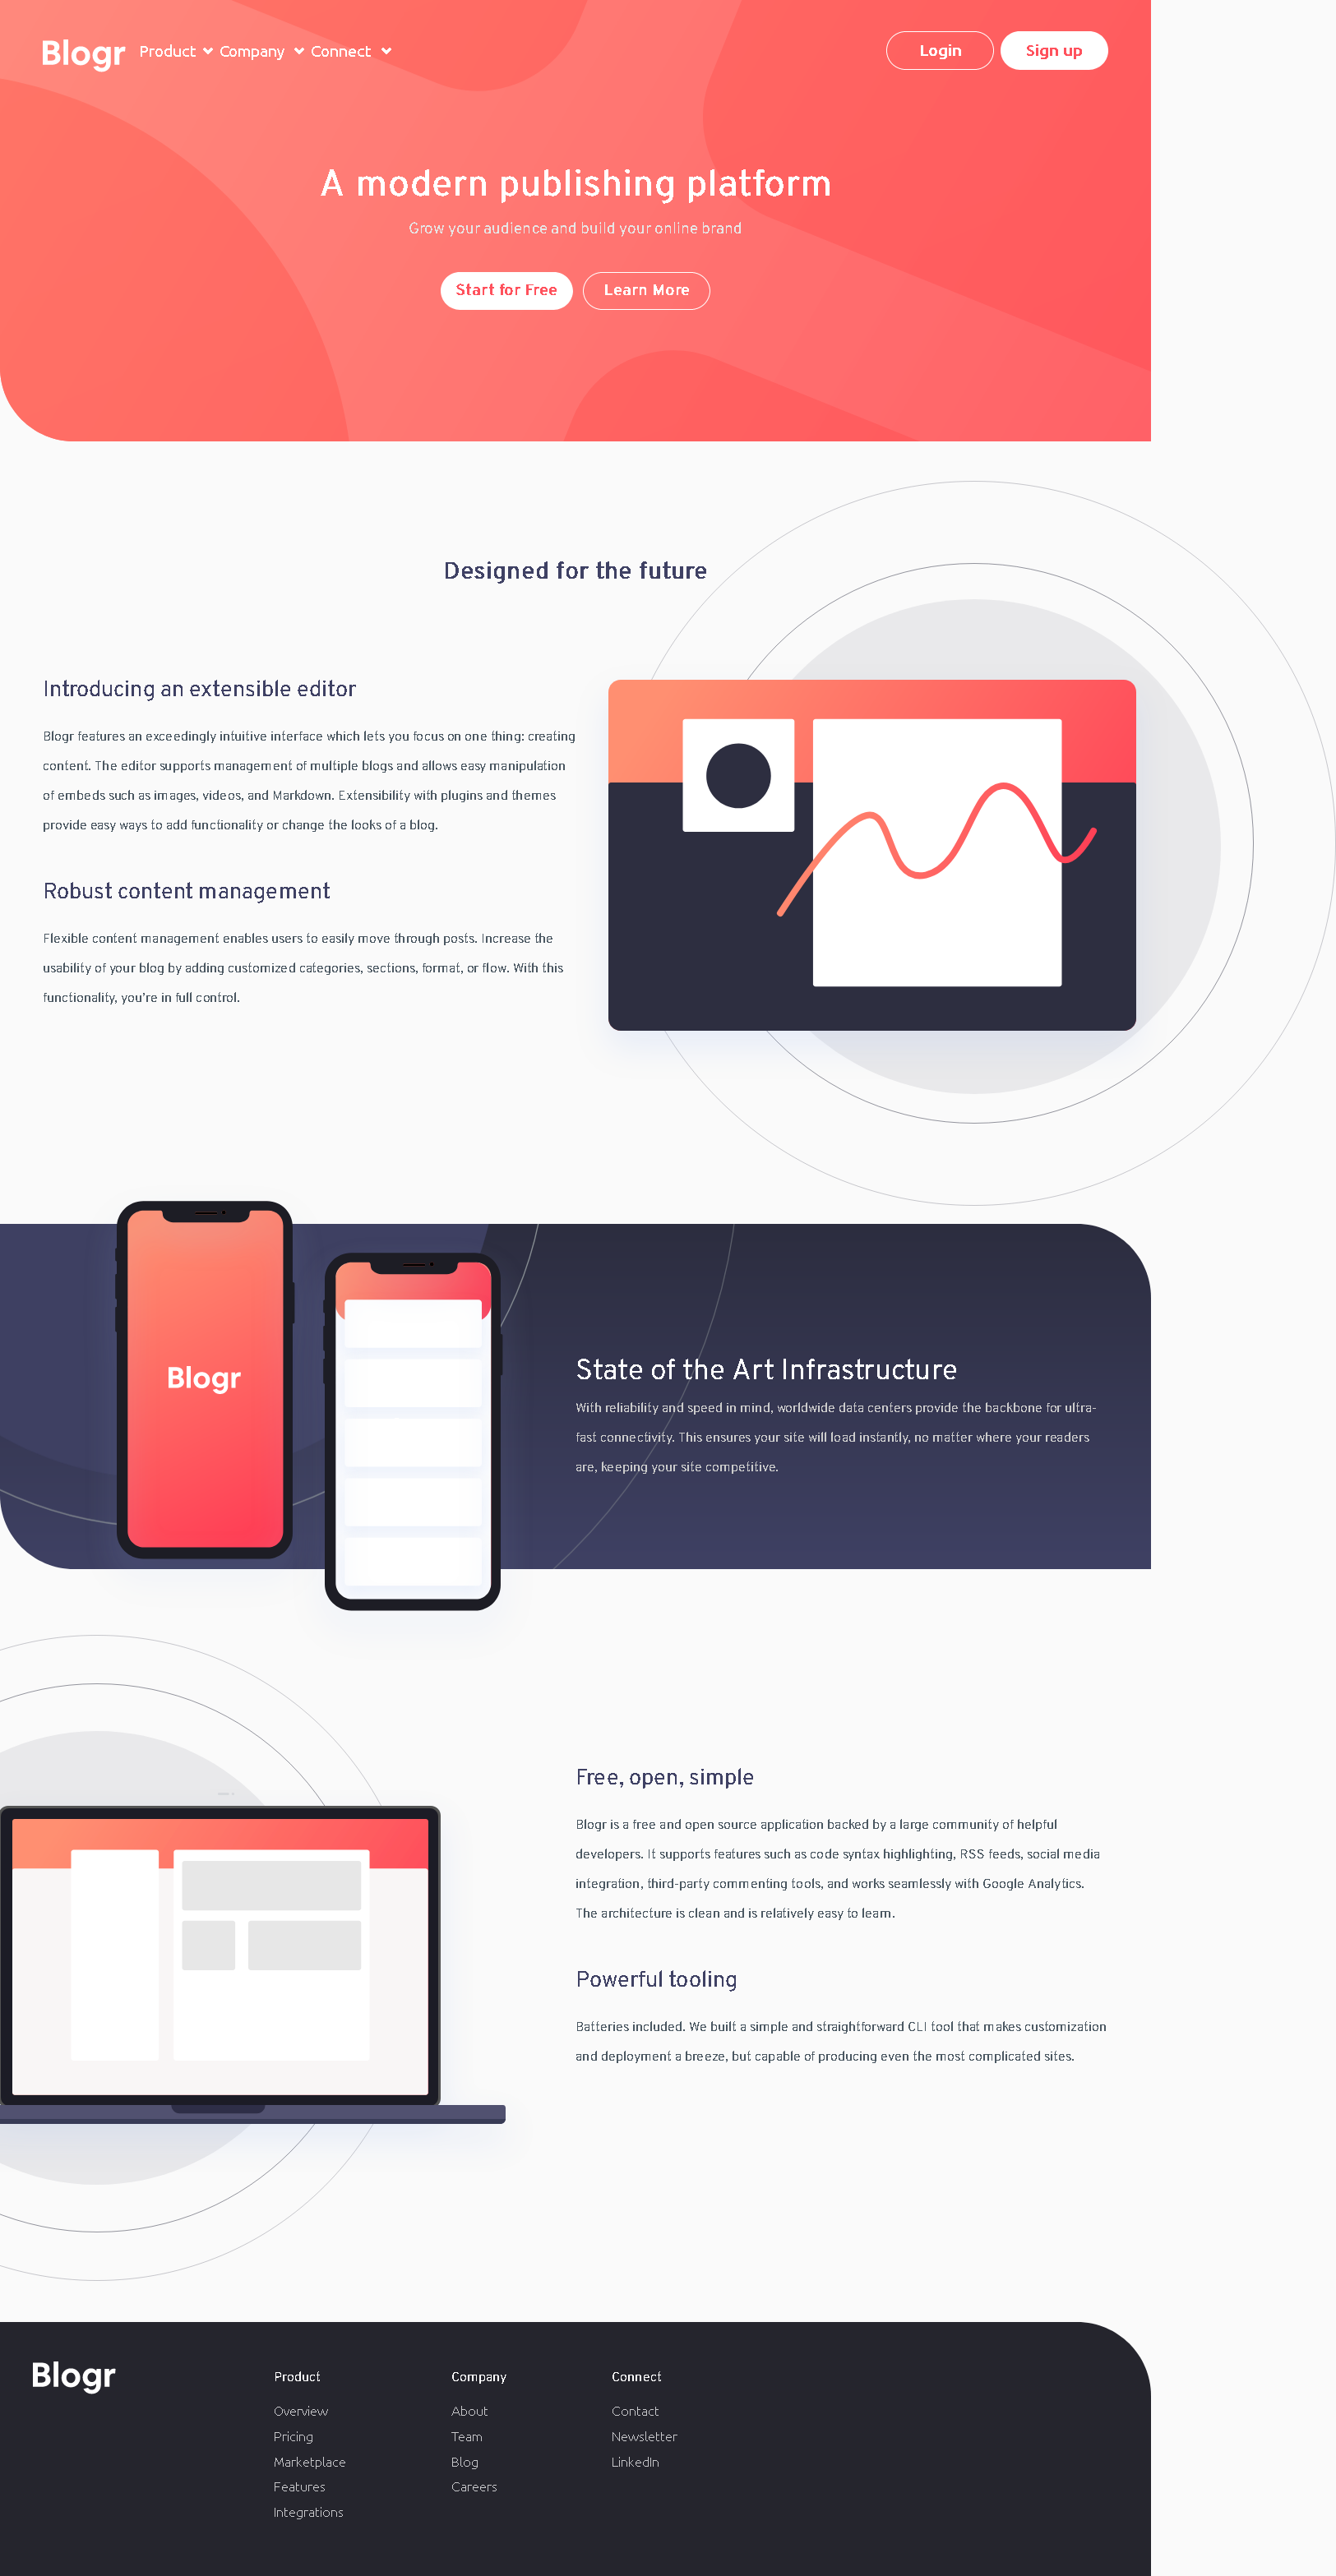 Blogr Product Company Connect Login Sign up
A modern publishing platform
Grow your audience and build your online brand
Start for Free Learn More
Designed for the future
Introducing an extensible editor
Blogr features an exceedingly intuitive interface which lets you focus on one thing: creating
content. The editor supports management of multiple blogs and allows easy manipulation
of embeds such as images, videos, and Markdown. Extensibility with plugins and themes
provide easy ways to add functionality or change the looks of a blog.
Robust content management
Flexible content management enables users to easily move through posts. Increase the
usability of your blog by adding customized categories, sections, format, or flow. With this
functionality, you’re in full control.
Blogr
State of the Art Infrastructure
With reliability and speed in mind, worldwide data centers provide the backbone for ultra-
fast connectivity. This ensures your site will load instantly, no matter where your readers
are, keeping your site competitive.
Free, open, simple
Blogr is a free and open source application backed by a large community of helpful
developers. It supports features such as code syntax highlighting, RSS feeds, social media
integration, third-party commenting tools, and works seamlessly with Google Analytics.
The architecture is clean and is relatively easy to learn.
Powerful tooling
Batteries included. We built a simple and straightforward CLI tool that makes customization
and deployment a breeze, but capable of producing even the most complicated sites.
Blogr
Product
Overview
Pricing
Marketplace
Features
Integrations
Company
About
Team
Blog
Careers
Connect
Contact
Newsletter
LinkedIn